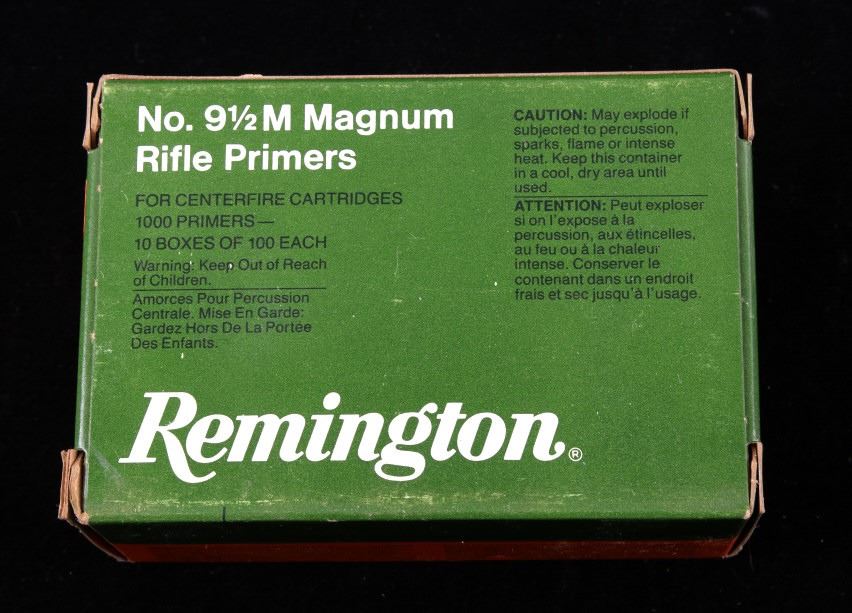 No. 9½ M Magnum
Rifle Primers
FOR CENTERFIRE CARTRIDGES
1000 PRIMERS—
10 BOXES OF 100 EACH
Warning: Keep Out of Reach
of Children.
Amorces Pour Percussion
Centrale. Mise En Garde:
Gardez Hors De La Portée
Des Enfants.
CAUTION: May explode if
subjected to percussion,
sparks, flame or intense
heat. Keep this container
in a cool, dry area until
used.
ATTENTION: Peut exploser
si on l'expose à la
percussion, aux étincelles,
au feu ou à la chaleur
intense. Conserver le
contenant dans un endroit
frais et sec jusqu'à l'usage.
Remington®